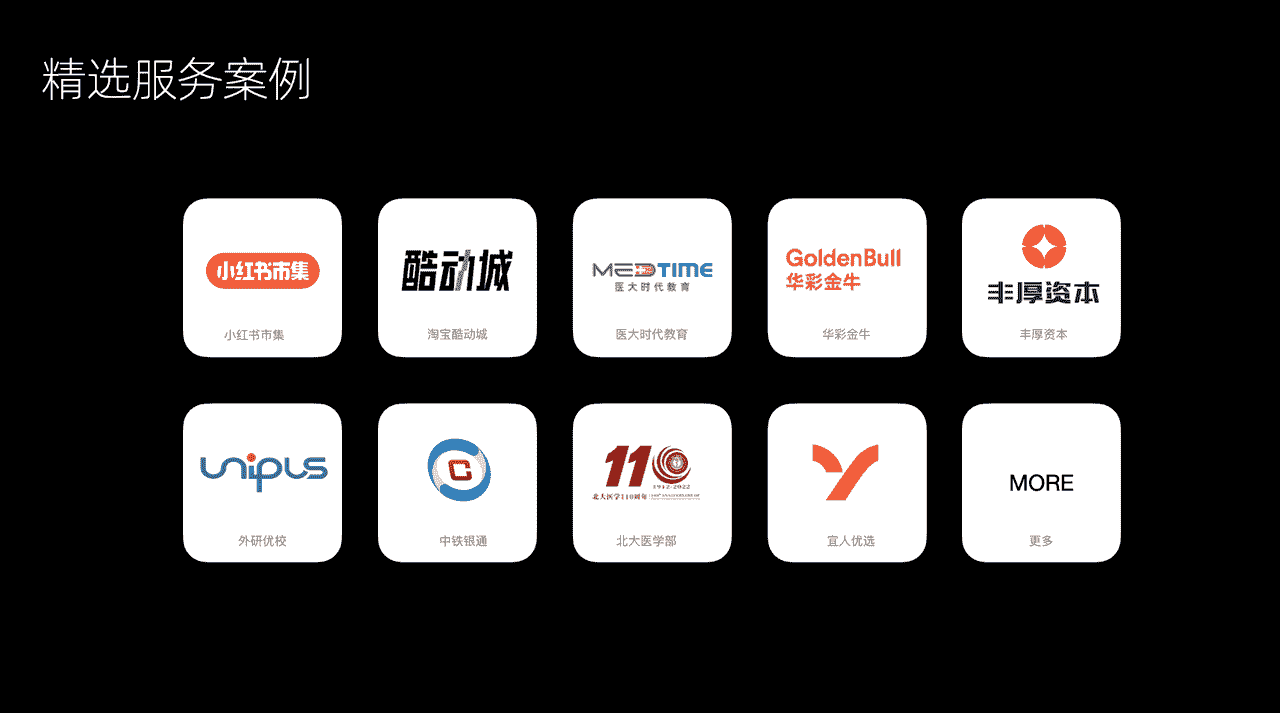 精选服务案例
小红书市集
小红书市集
酷动城
淘宝酷动城
MEDTIME
医大时代教育
医大时代教育
GoldenBull
华彩金牛
华彩金牛
丰厚资本
丰厚资本
unipus
外研优校
C
中铁银通
110
1912-2022
北大医学110周年
北大医学部
宜人优选
MORE
更多